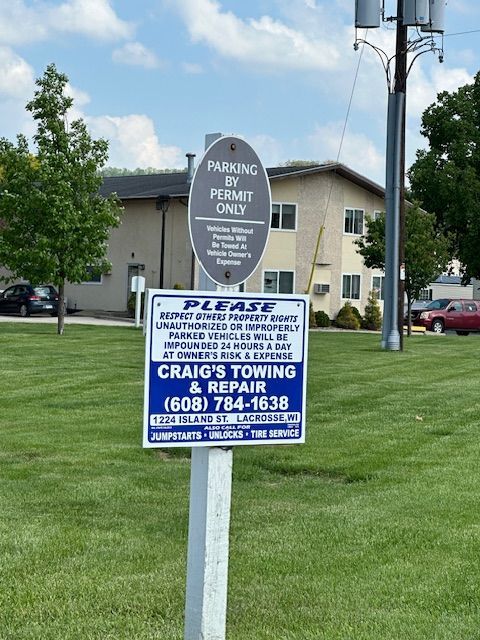 PARKING
BY
PERMIT
ONLY
Vehicles Without
Permits Will
Be Towed At
Vehicle Owner's
Expense
PLEASE
RESPECT OTHERS PROPERTY RIGHTS
UNAUTHORIZED OR IMPROPERLY
PARKED VEHICLES WILL BE
IMPOUNDED 24 HOURS A DAY
AT OWNER'S RISK & EXPENSE
CRAIG'S TOWING
& REPAIR
(608) 784-1638
1224 ISLAND ST. LACROSSE, WI
ALSO CALL FOR
JUMPSTARTS - UNLOCKS - TIRE SERVICE